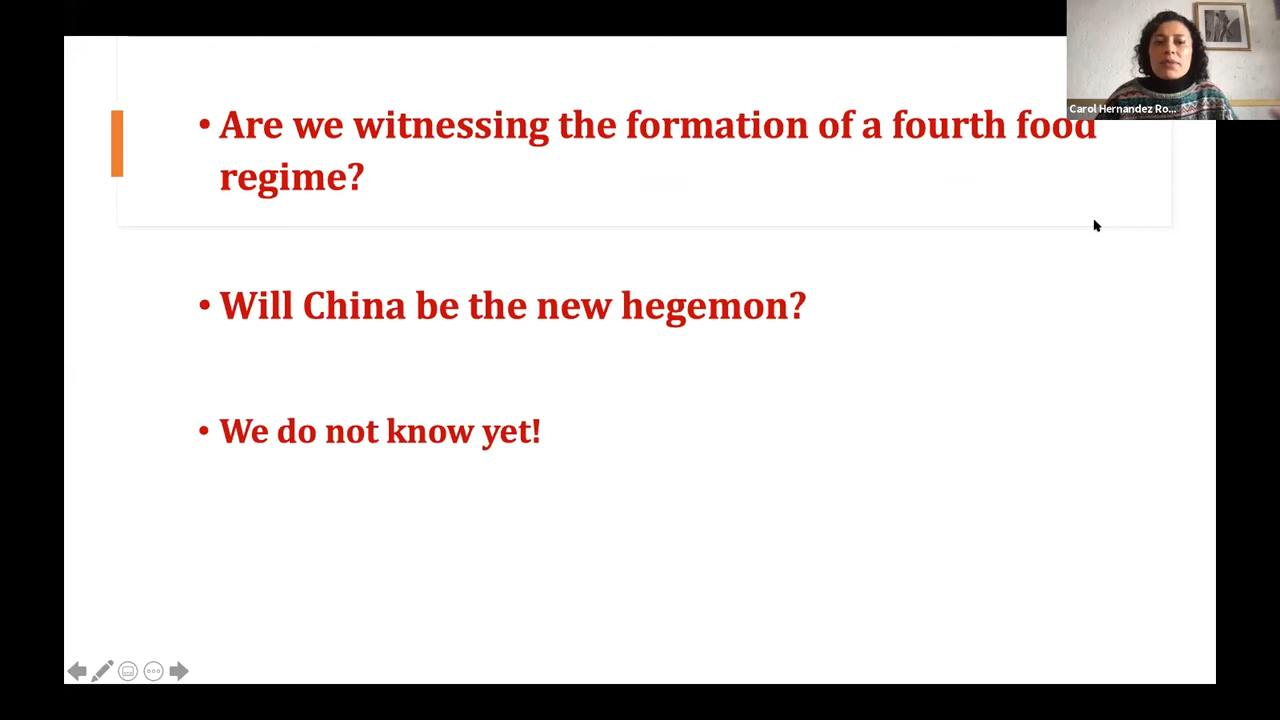 Carol Hernandez Ro...
• Are we witnessing the formation of a fourth food
regime?
• Will China be the new hegemon?
• We do not know yet!